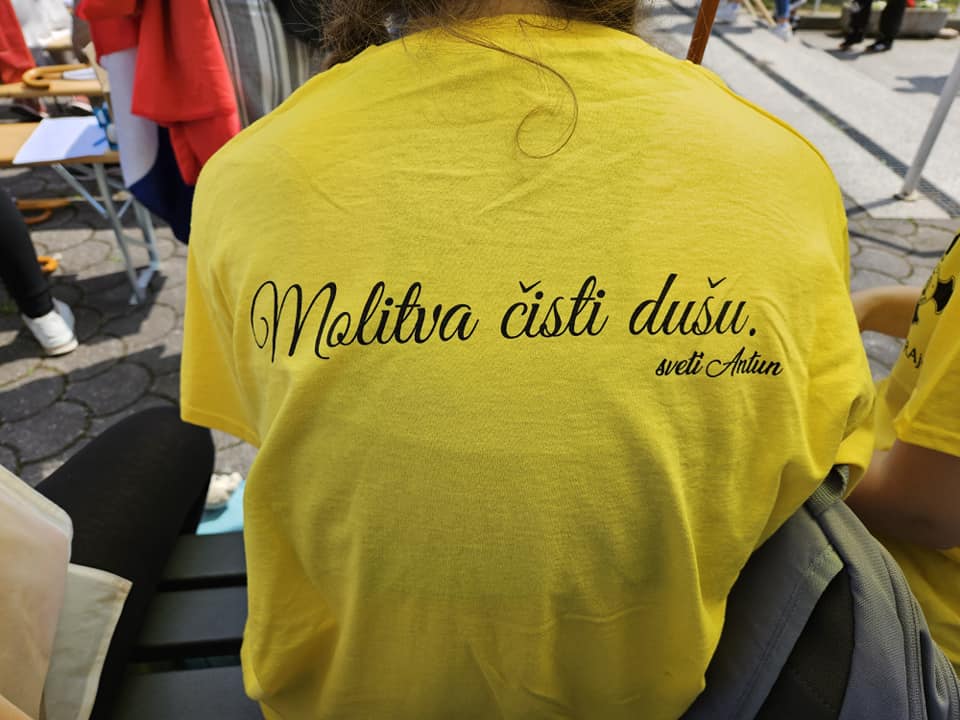 Molitva čisti dušu.
sveti Antun